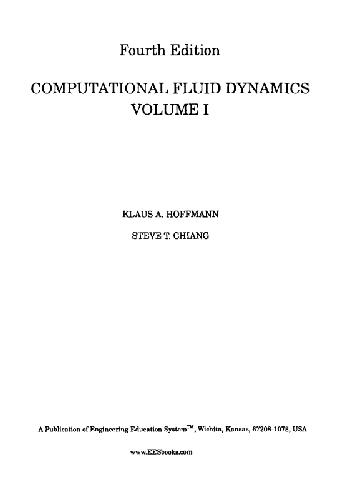 Fourth Edition
COMPUTATIONAL FLUID DYNAMICS
VOLUME I
KLAUS A. HOFFMANN
STEVE T. CHIANG
A Publication of Engineering Education System™, Wichita, Kansas, 67208-1078, USA
www.EESbooks.com